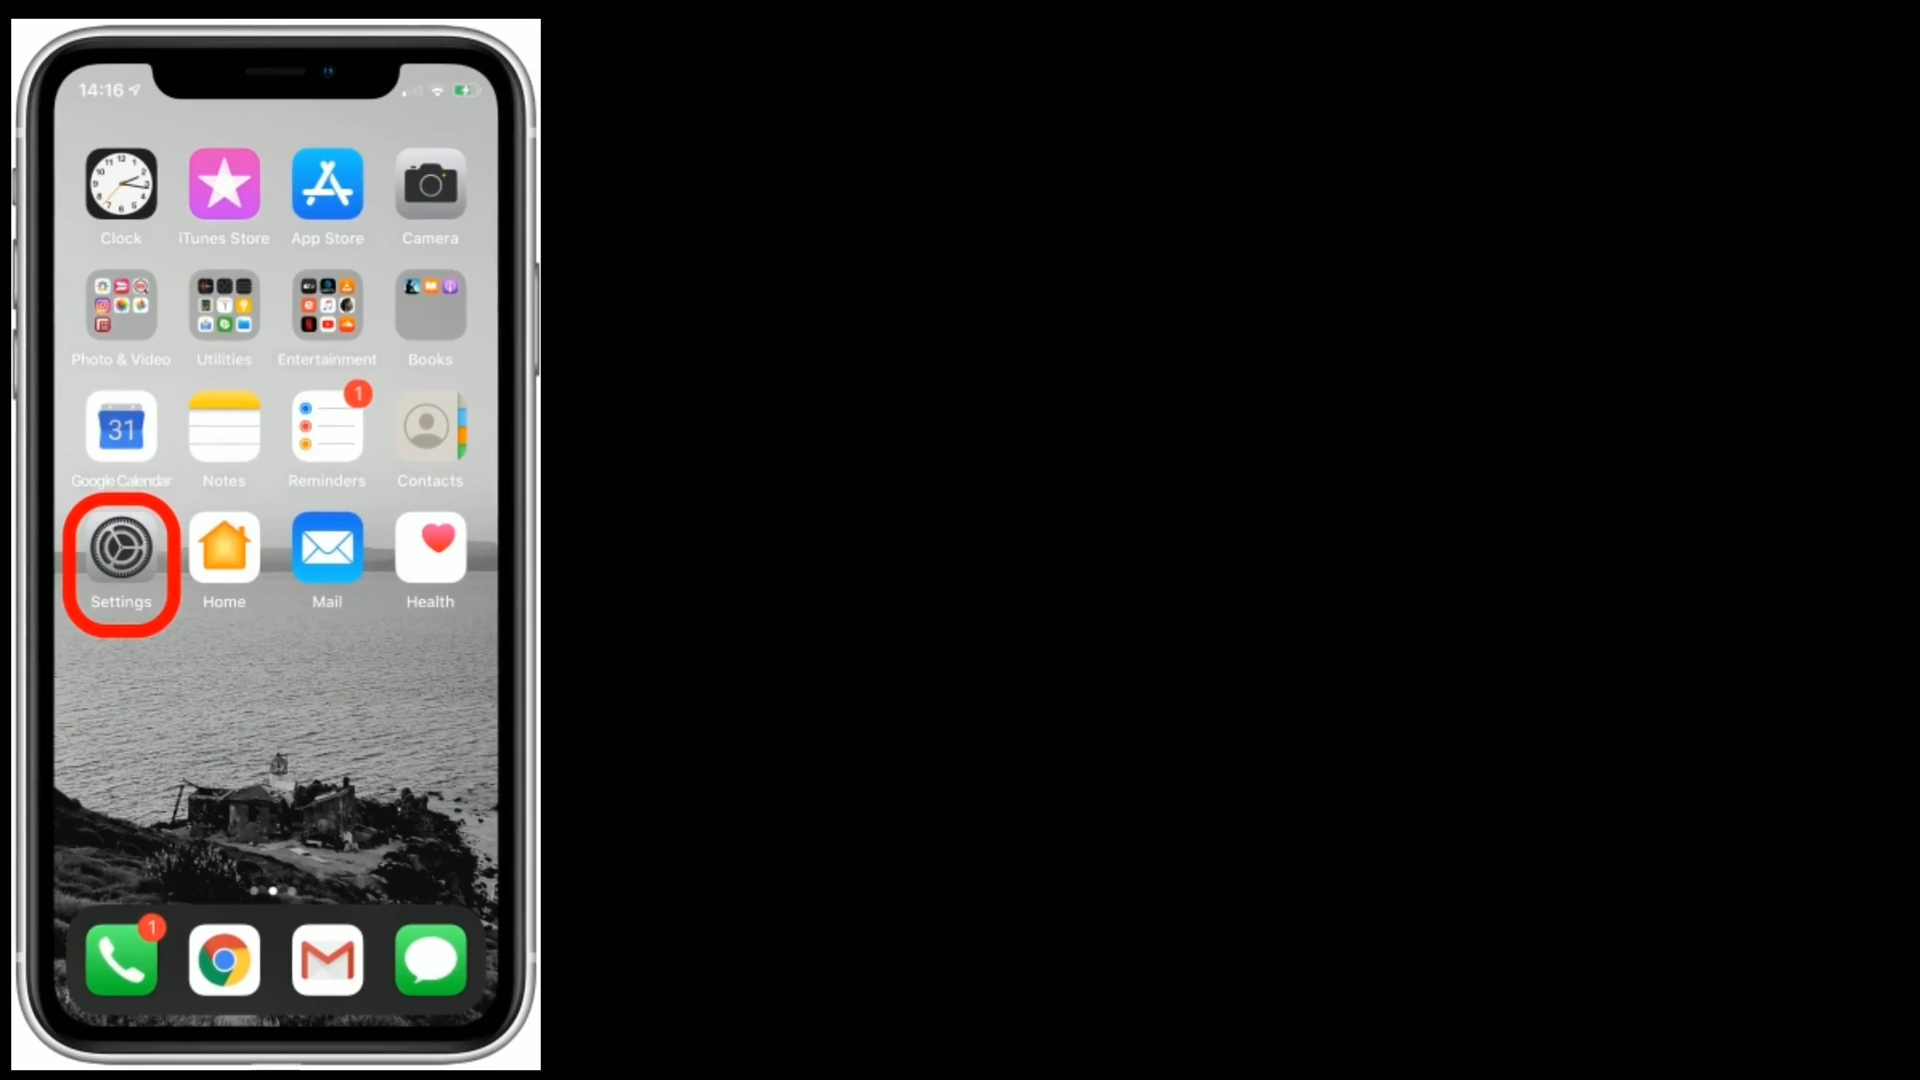 14:16
Clock iTunes Store App Store Camera
Photo & Video Utilities Entertainment Books
31 1
Google Calendar Notes Reminders Contacts
Settings Home Mail Health
1